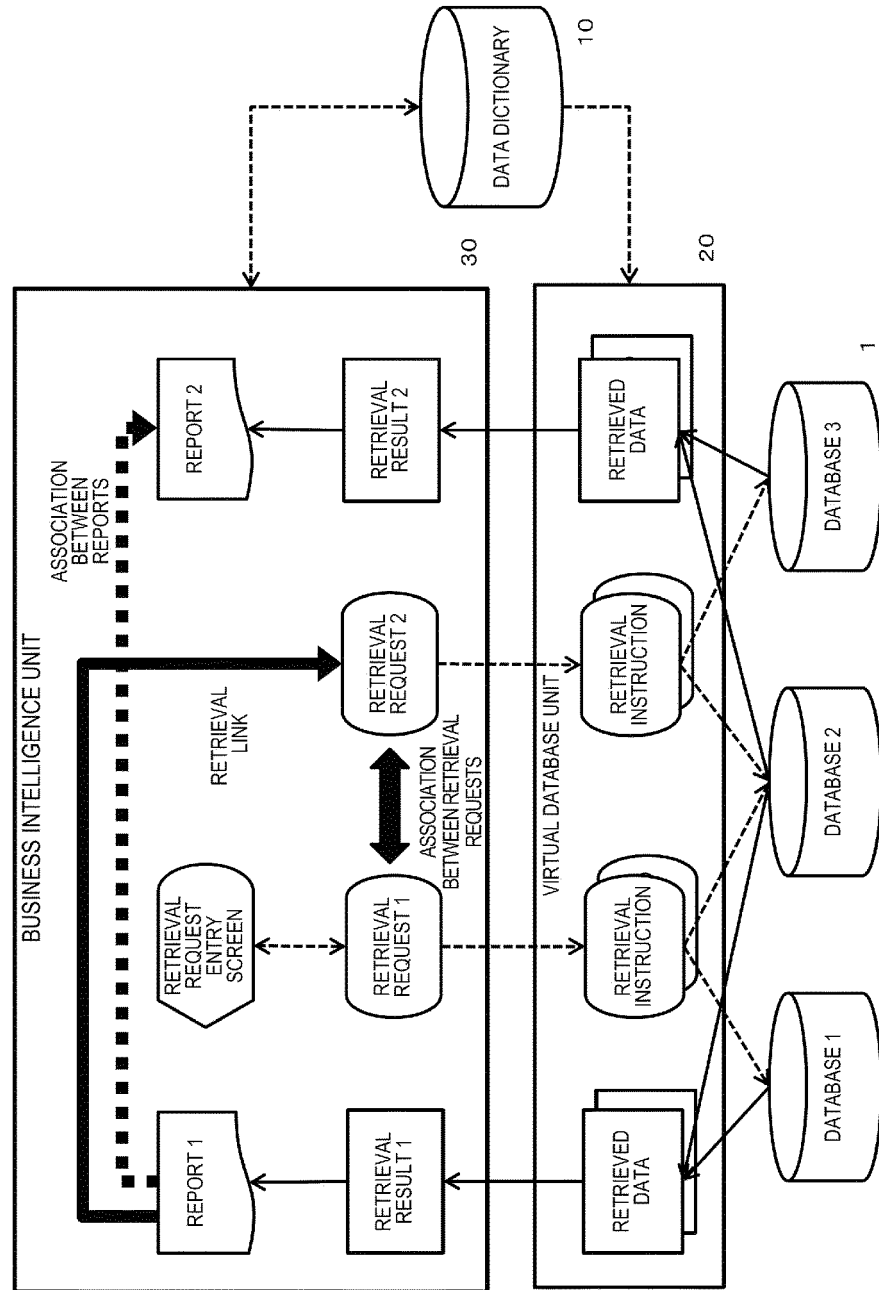 BUSINESS INTELLIGENCE UNIT
ASSOCIATION
BETWEEN
REPORTS
REPORT 1
RETRIEVAL
REQUEST
ENTRY
SCREEN
RETRIEVAL
LINK
REPORT 2
RETRIEVAL
RESULT 1
RETRIEVAL
REQUEST 1
ASSOCIATION
BETWEEN RETRIEVAL
REQUESTS
RETRIEVAL
REQUEST 2
RETRIEVAL
RESULT 2
30
DATA DICTIONARY
10
VIRTUAL DATABASE UNIT
RETRIEVED
DATA
RETRIEVAL
INSTRUCTION
RETRIEVAL
INSTRUCTION
RETRIEVED
DATA
20
DATABASE 1
DATABASE 2
DATABASE 3
1